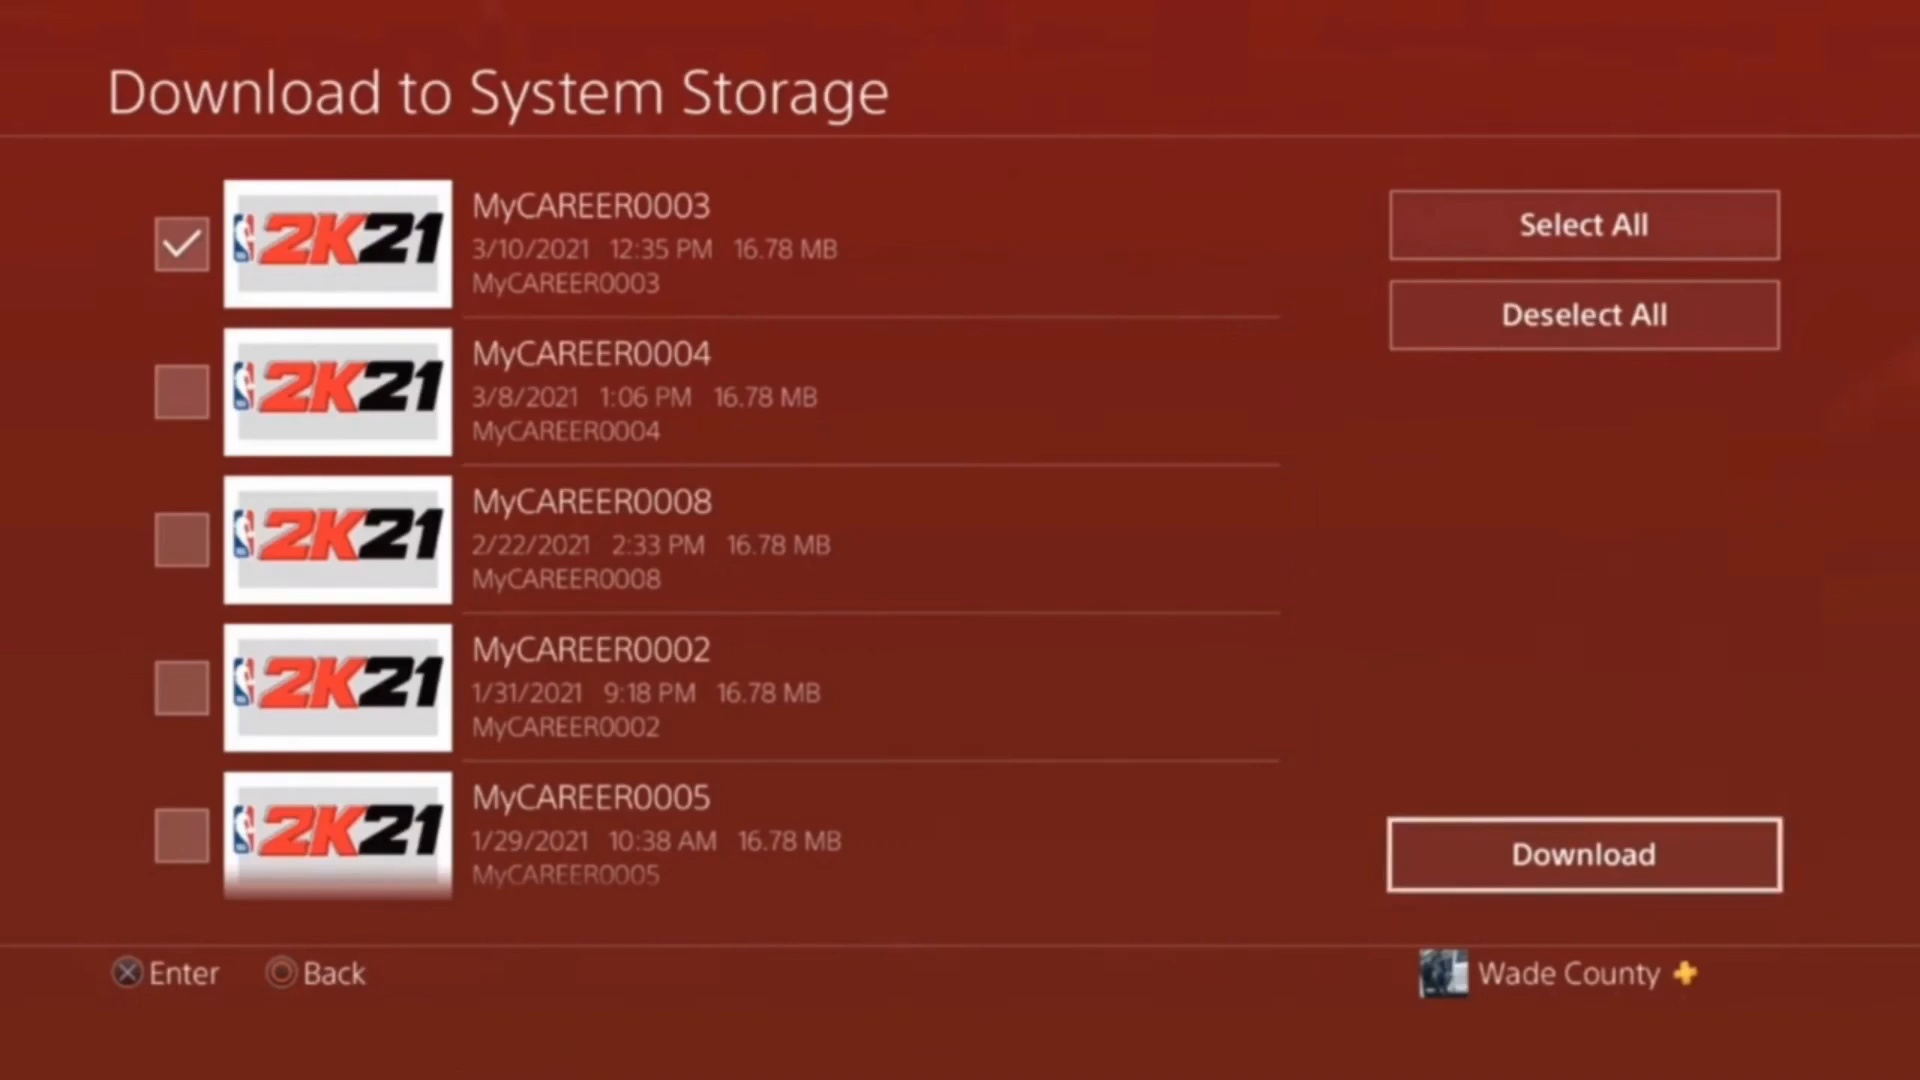 Download to System Storage
2K21
MyCAREER0003
3/10/2021 12:35 PM 16.78 MB
MyCAREER0003
2K21
MyCAREER0004
3/8/2021 1:06 PM 16.78 MB
MyCAREER0004
2K21
MyCAREER0008
2/22/2021 2:33 PM 16.78 MB
MyCAREER0008
2K21
MyCAREER0002
1/31/2021 9:18 PM 16.78 MB
MyCAREER0002
2K21
MyCAREER0005
1/29/2021 10:38 AM 16.78 MB
MyCAREER0005
Select All
Deselect All
Download
Enter Back
Wade County